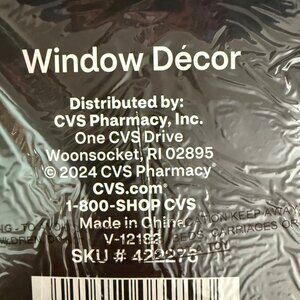 Window Décor
Distributed by:
CVS Pharmacy, Inc.
One CVS Drive
Woonsocket, RI 02895
© 2024 CVS Pharmacy®
CVS.com®
1-800-SHOP CVS
Made in China
V-12182
SKU # 422278